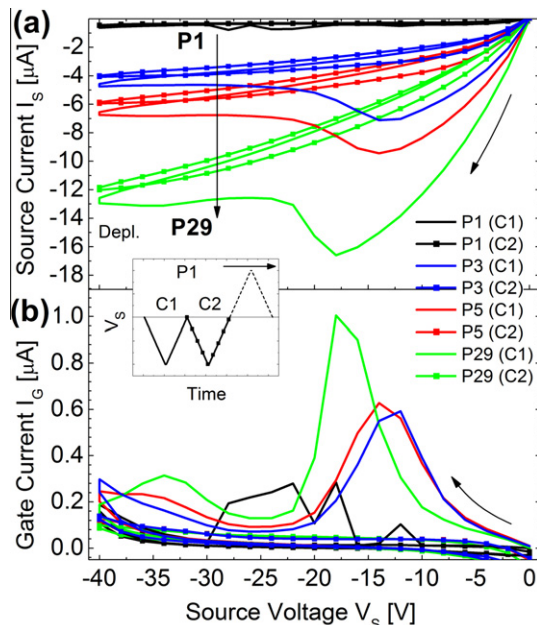 (a)
Source Current I_S [µA]
-2
-4
-6
-8
-10
-12
-14
-16
-18
P1
P29
Depl.
P1 (C1)
P1 (C2)
P3 (C1)
P3 (C2)
P5 (C1)
P5 (C2)
P29 (C1)
P29 (C2)
P1
C1 C2
V_S
Time
(b)
Gate Current I_G [µA]
1.0
0.8
0.6
0.4
0.2
0.0
-40 -35 -30 -25 -20 -15 -10 -5 0
Source Voltage V_S [V]